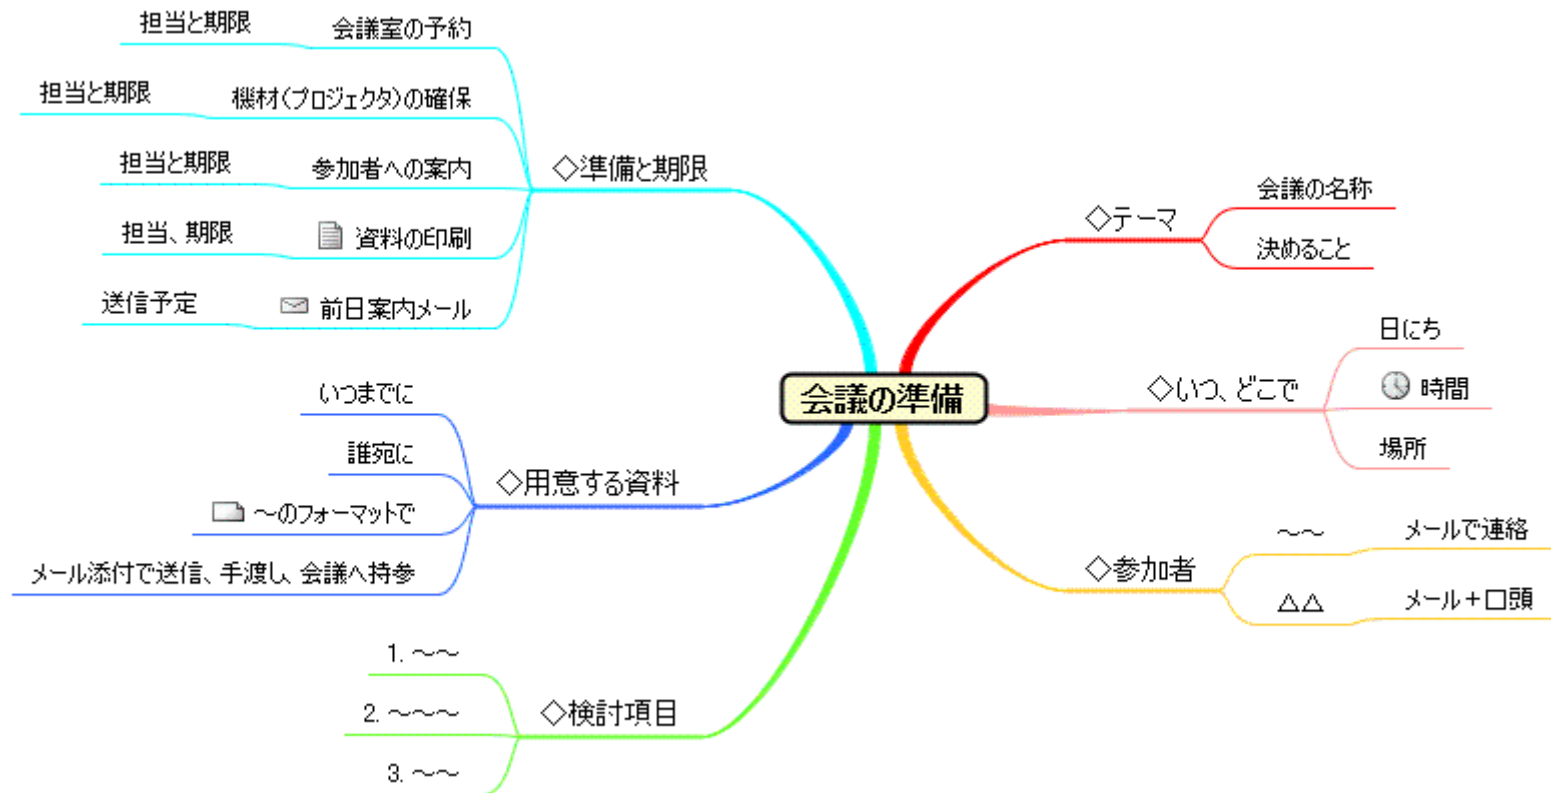 会議の準備
◇テーマ
会議の名称
決めること
◇いつ、どこで
日にち
時間
場所
◇参加者
~~
メールで連絡
△△
メール+口頭
◇準備と期限
会議室の予約
担当と期限
機材(プロジェクタ)の確保
担当と期限
参加者への案内
担当と期限
資料の印刷
担当、期限
前日案内メール
送信予定
◇用意する資料
いつまでに
誰宛に
~のフォーマットで
メール添付で送信、手渡し、会議へ持参
◇検討項目
1. ~~
2. ~~~
3. ~~